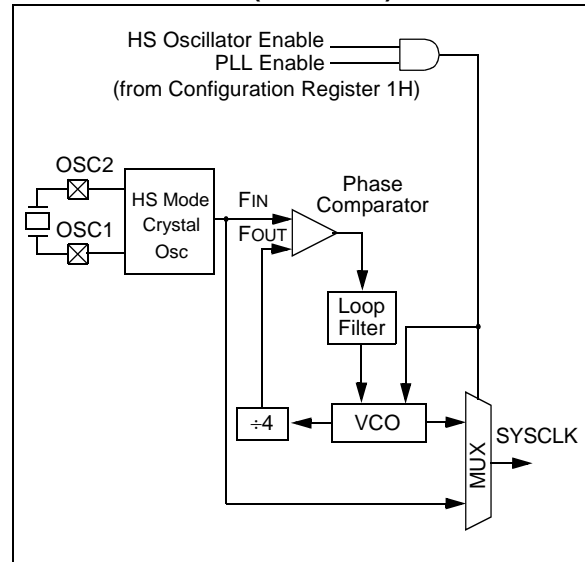 HS Oscillator Enable
PLL Enable
(from Configuration Register 1H)
OSC2
OSC1
HS Mode
Crystal
Osc
FIN
FOUT
Phase
Comparator
Loop
Filter
÷4
VCO
MUX
SYSCLK